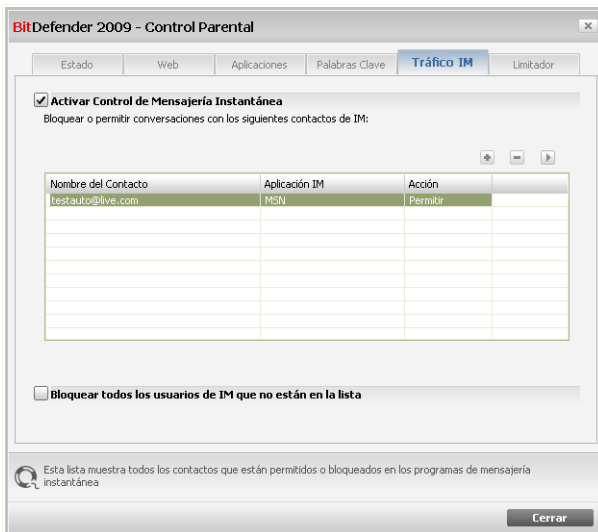 BitDefender 2009 - Control Parental
Estado Web Aplicaciones Palabras Clave Tráfico IM Limitador
Activar Control de Mensajería Instantánea
Bloquear o permitir conversaciones con los siguientes contactos de IM:
Nombre del Contacto Aplicación IM Acción
testauto@live.com MSN Permitir
Bloquear todos los usuarios de IM que no están en la lista
Esta lista muestra todos los contactos que están permitidos o bloqueados en los programas de mensajería
instantánea
Cerrar